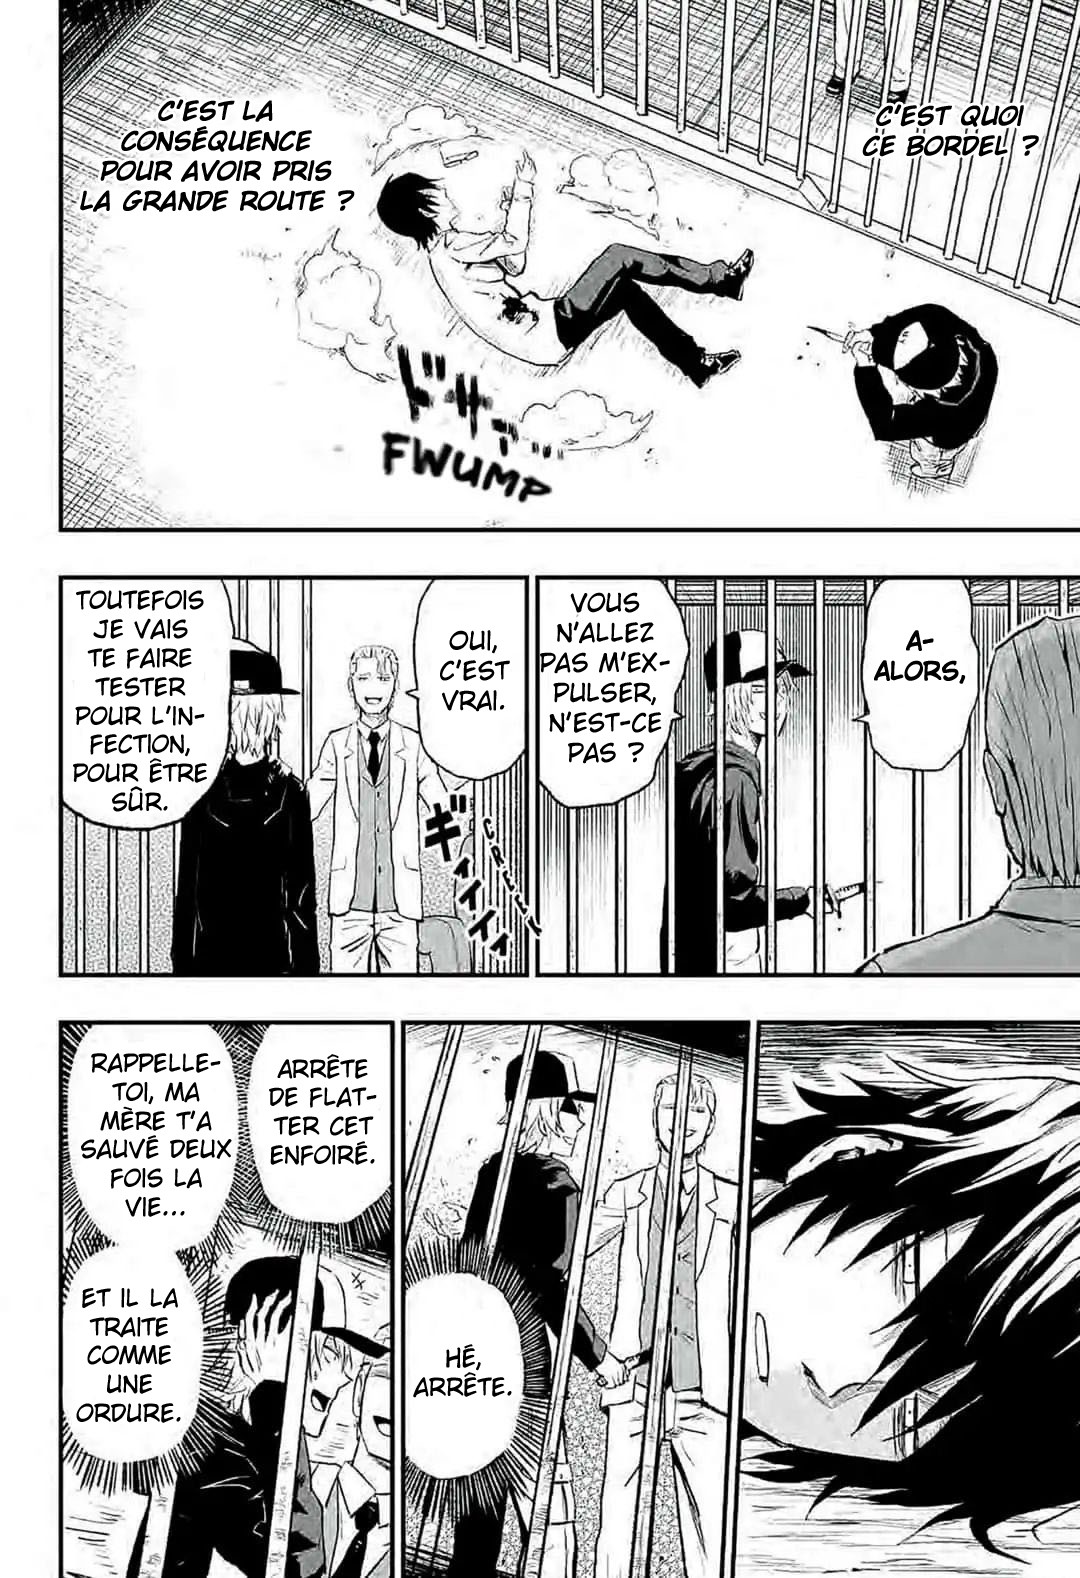 C'EST QUOI
CE BORDEL ?
C'EST LA
CONSÉQUENCE
POUR AVOIR PRIS
LA GRANDE ROUTE ?
ドサァ…
FWUMP
A-
ALORS,
VOUS
N'ALLEZ
PAS M'EX-
PULSER,
N'EST-CE
PAS ?
OUI,
C'EST
VRAI.
TOUTEFOIS
JE VAIS
TE FAIRE
TESTER
POUR L'IN-
FECTION,
POUR ÊTRE
SÛR.
ギイィィィ
CREEK
HÉ,
ARRÊTE.
ARRÊTE
DE FLAT-
TER CET
ENFOIRÉ.
RAPPELLE-
TOI, MA
MÈRE T'A
SAUVÉ DEUX
FOIS LA
VIE...
ET IL LA
TRAITE
COMME
UNE
ORDURE.